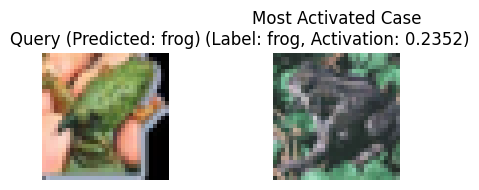 Query (Predicted: frog)
Most Activated Case
(Label: frog, Activation: 0.2352)